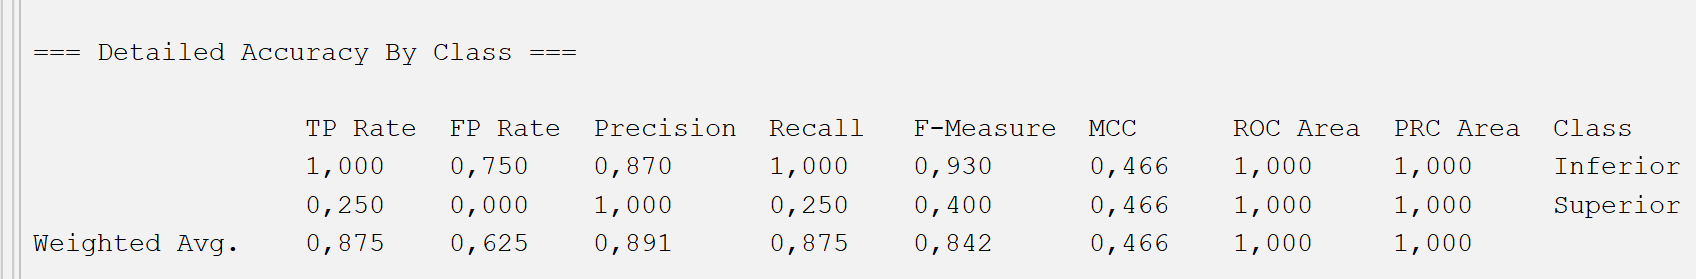 === Detailed Accuracy By Class ===
TP Rate FP Rate Precision Recall F-Measure MCC ROC Area PRC Area Class
1,000 0,750 0,870 1,000 0,930 0,466 1,000 1,000 Inferior
0,250 0,000 1,000 0,250 0,400 0,466 1,000 1,000 Superior
Weighted Avg. 0,875 0,625 0,891 0,875 0,842 0,466 1,000 1,000